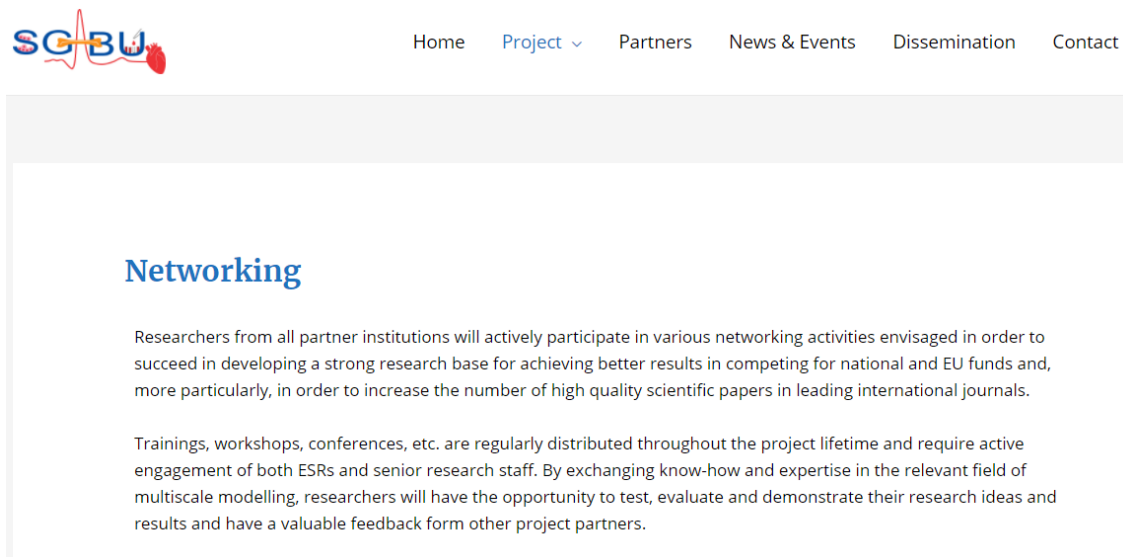 SGABU
Home Project Partners News & Events Dissemination Contact
Networking
Researchers from all partner institutions will actively participate in various networking activities envisaged in order to
succeed in developing a strong research base for achieving better results in competing for national and EU funds and,
more particularly, in order to increase the number of high quality scientific papers in leading international journals.
Trainings, workshops, conferences, etc. are regularly distributed throughout the project lifetime and require active
engagement of both ESRs and senior research staff. By exchanging know-how and expertise in the relevant field of
multiscale modelling, researchers will have the opportunity to test, evaluate and demonstrate their research ideas and
results and have a valuable feedback form other project partners.